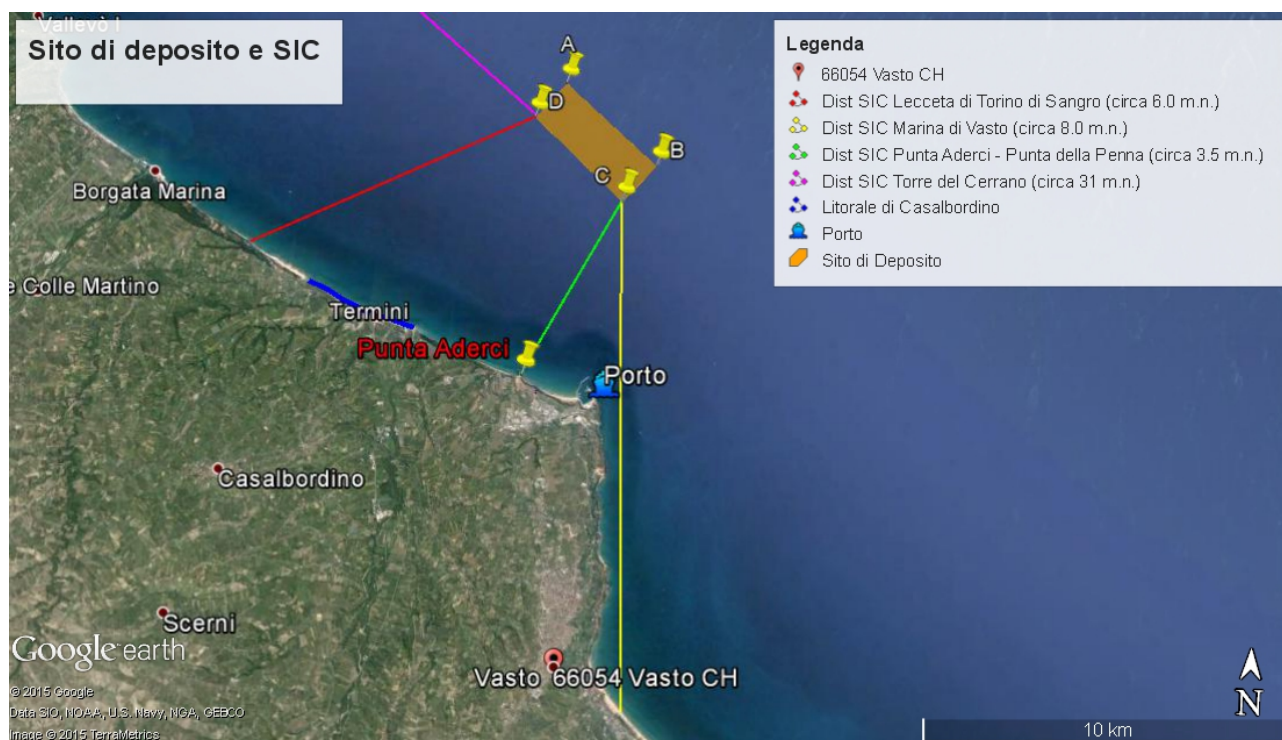 Vallevò I
Sito di deposito e SIC
A
D
B
C
Borgata Marina
e Colle Martino
Termini
Punta Aderci
Porto
Casalbordino
Scerni
Vasto 66054 Vasto CH
Legenda
66054 Vasto CH
Dist SIC Lecceta di Torino di Sangro (circa 6.0 m.n.)
Dist SIC Marina di Vasto (circa 8.0 m.n.)
Dist SIC Punta Aderci - Punta della Penna (circa 3.5 m.n.)
Dist SIC Torre del Cerrano (circa 31 m.n.)
Litorale di Casalbordino
Porto
Sito di Deposito
Google earth
© 2015 Google
Data SIO, NOAA, U.S. Navy, NGA, GEBCO
Image © 2015 TerraMetrics
N
10 km